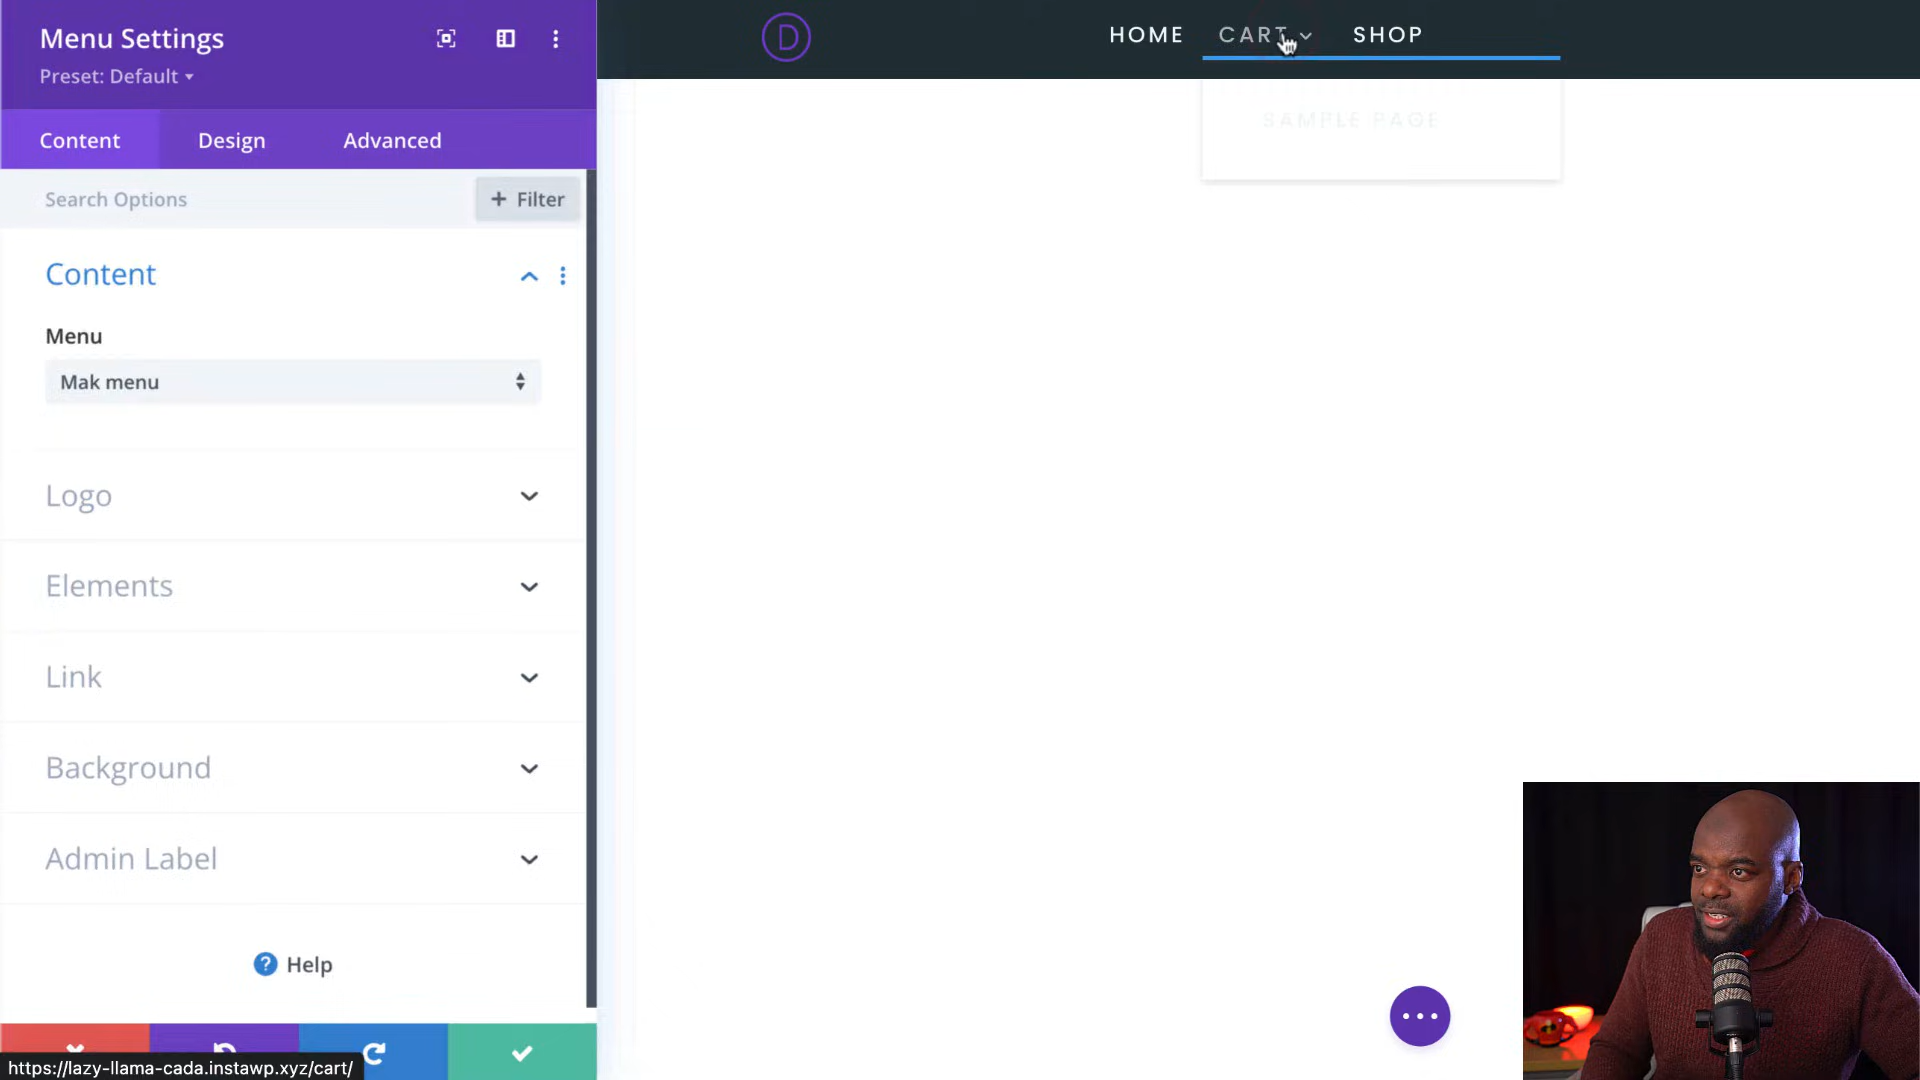 Menu Settings
Preset: Default
Content
Design
Advanced
Search Options
+ Filter
Content
Menu
Mak menu
Logo
Elements
Link
Background
Admin Label
? Help
https://lazy-llama-cada.instawp.xyz/cart/
D
HOME
CART
SHOP
SAMPLE PAGE